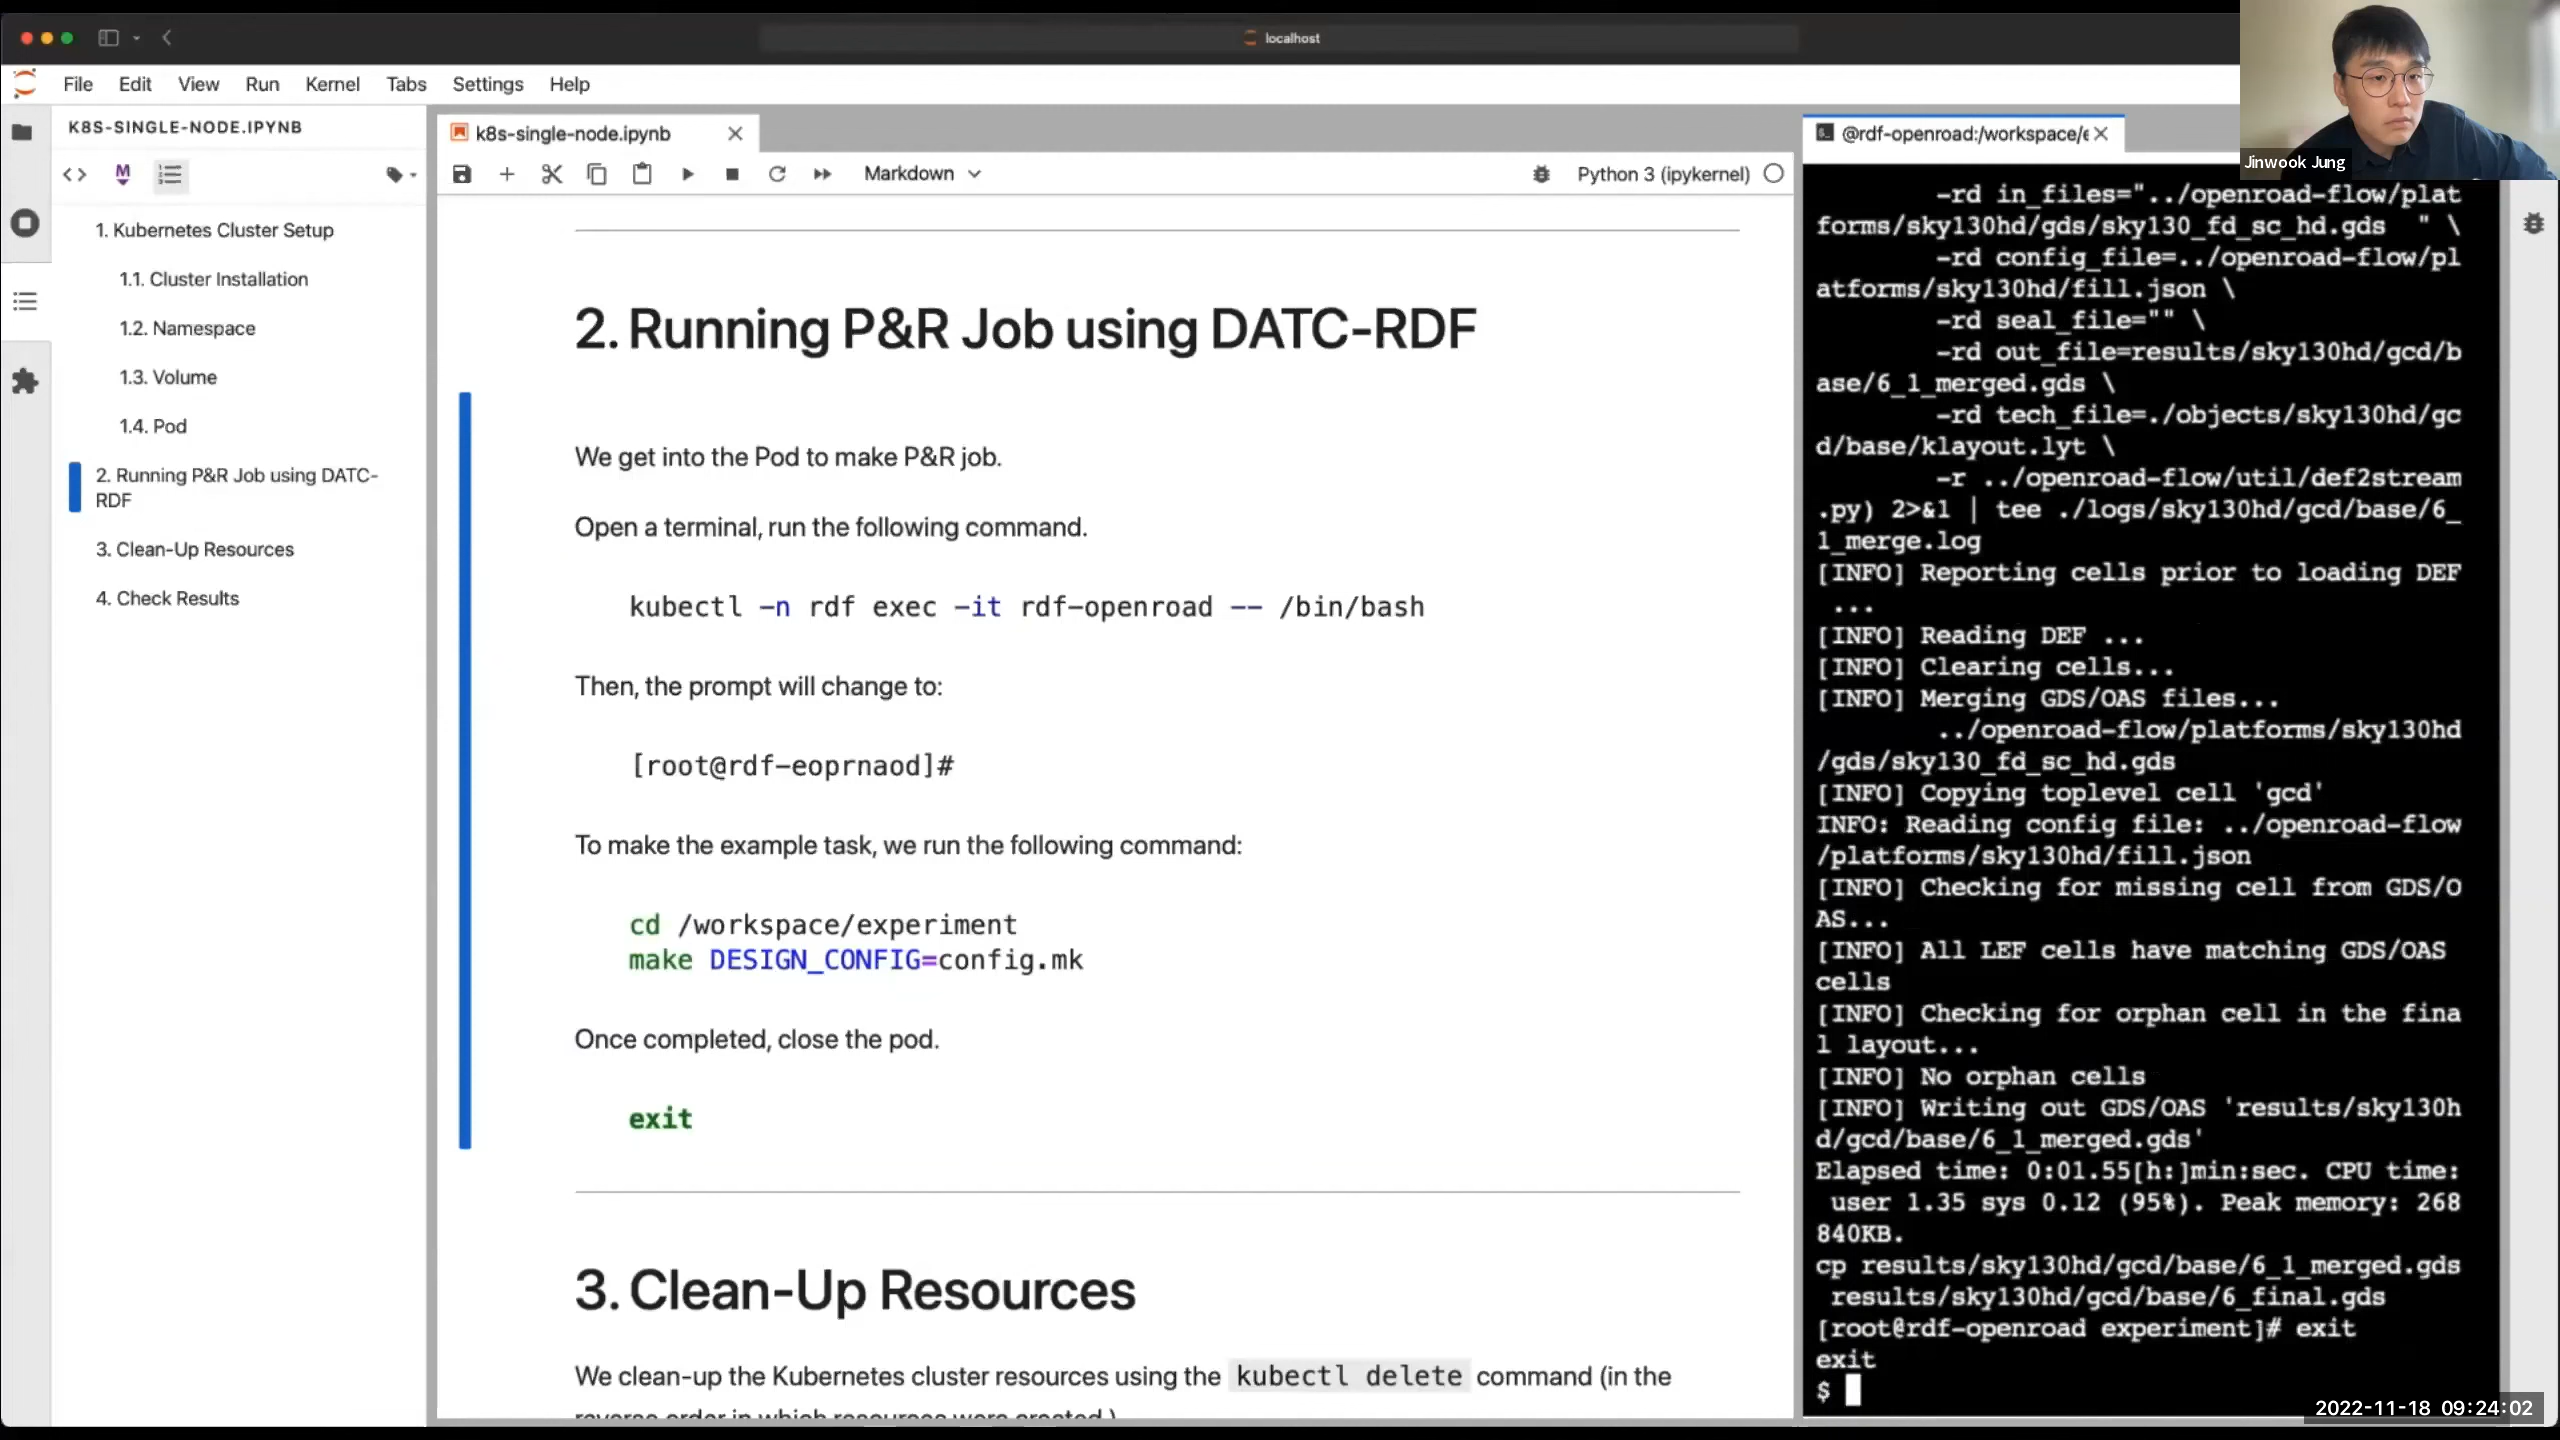 localhost
File Edit View Run Kernel Tabs Settings Help
K8S-SINGLE-NODE.IPYNB
1. Kubernetes Cluster Setup
1.1. Cluster Installation
1.2. Namespace
1.3. Volume
1.4. Pod
2. Running P&R Job using DATC-
RDF
3. Clean-Up Resources
4. Check Results
k8s-single-node.ipynb
Markdown
Python 3 (ipykernel)
2. Running P&R Job using DATC-RDF
We get into the Pod to make P&R job.
Open a terminal, run the following command.
kubectl -n rdf exec -it rdf-openroad -- /bin/bash
Then, the prompt will change to:
[root@rdf-eoprnaod]#
To make the example task, we run the following command:
cd /workspace/experiment
make DESIGN_CONFIG=config.mk
Once completed, close the pod.
exit
3. Clean-Up Resources
We clean-up the Kubernetes cluster resources using the kubectl delete command (in the
reverse order in which resources were created.)
@rdf-openroad:/workspace/e
-rd in_files="../openroad-flow/plat
forms/sky130hd/gds/sky130_fd_sc_hd.gds  " \
-rd config_file=../openroad-flow/pl
atforms/sky130hd/fill.json \
-rd seal_file="" \
-rd out_file=results/sky130hd/gcd/b
ase/6_1_merged.gds \
-rd tech_file=./objects/sky130hd/gc
d/base/klayout.lyt \
-r ../openroad-flow/util/def2stream
.py) 2>&1 | tee ./logs/sky130hd/gcd/base/6_
1_merge.log
[INFO] Reporting cells prior to loading DEF
...
[INFO] Reading DEF ...
[INFO] Clearing cells...
[INFO] Merging GDS/OAS files...
../openroad-flow/platforms/sky130hd
/gds/sky130_fd_sc_hd.gds
[INFO] Copying toplevel cell 'gcd'
INFO: Reading config file: ../openroad-flow
/platforms/sky130hd/fill.json
[INFO] Checking for missing cell from GDS/O
AS...
[INFO] All LEF cells have matching GDS/OAS
cells
[INFO] Checking for orphan cell in the fina
l layout...
[INFO] No orphan cells
[INFO] Writing out GDS/OAS 'results/sky130h
d/gcd/base/6_1_merged.gds'
Elapsed time: 0:01.55[h:]min:sec. CPU time:
user 1.35 sys 0.12 (95%). Peak memory: 268
840KB.
cp results/sky130hd/gcd/base/6_1_merged.gds
results/sky130hd/gcd/base/6_final.gds
[root@rdf-openroad experiment]# exit
exit
$
Jinwook Jung
2022-11-18 09:24:02